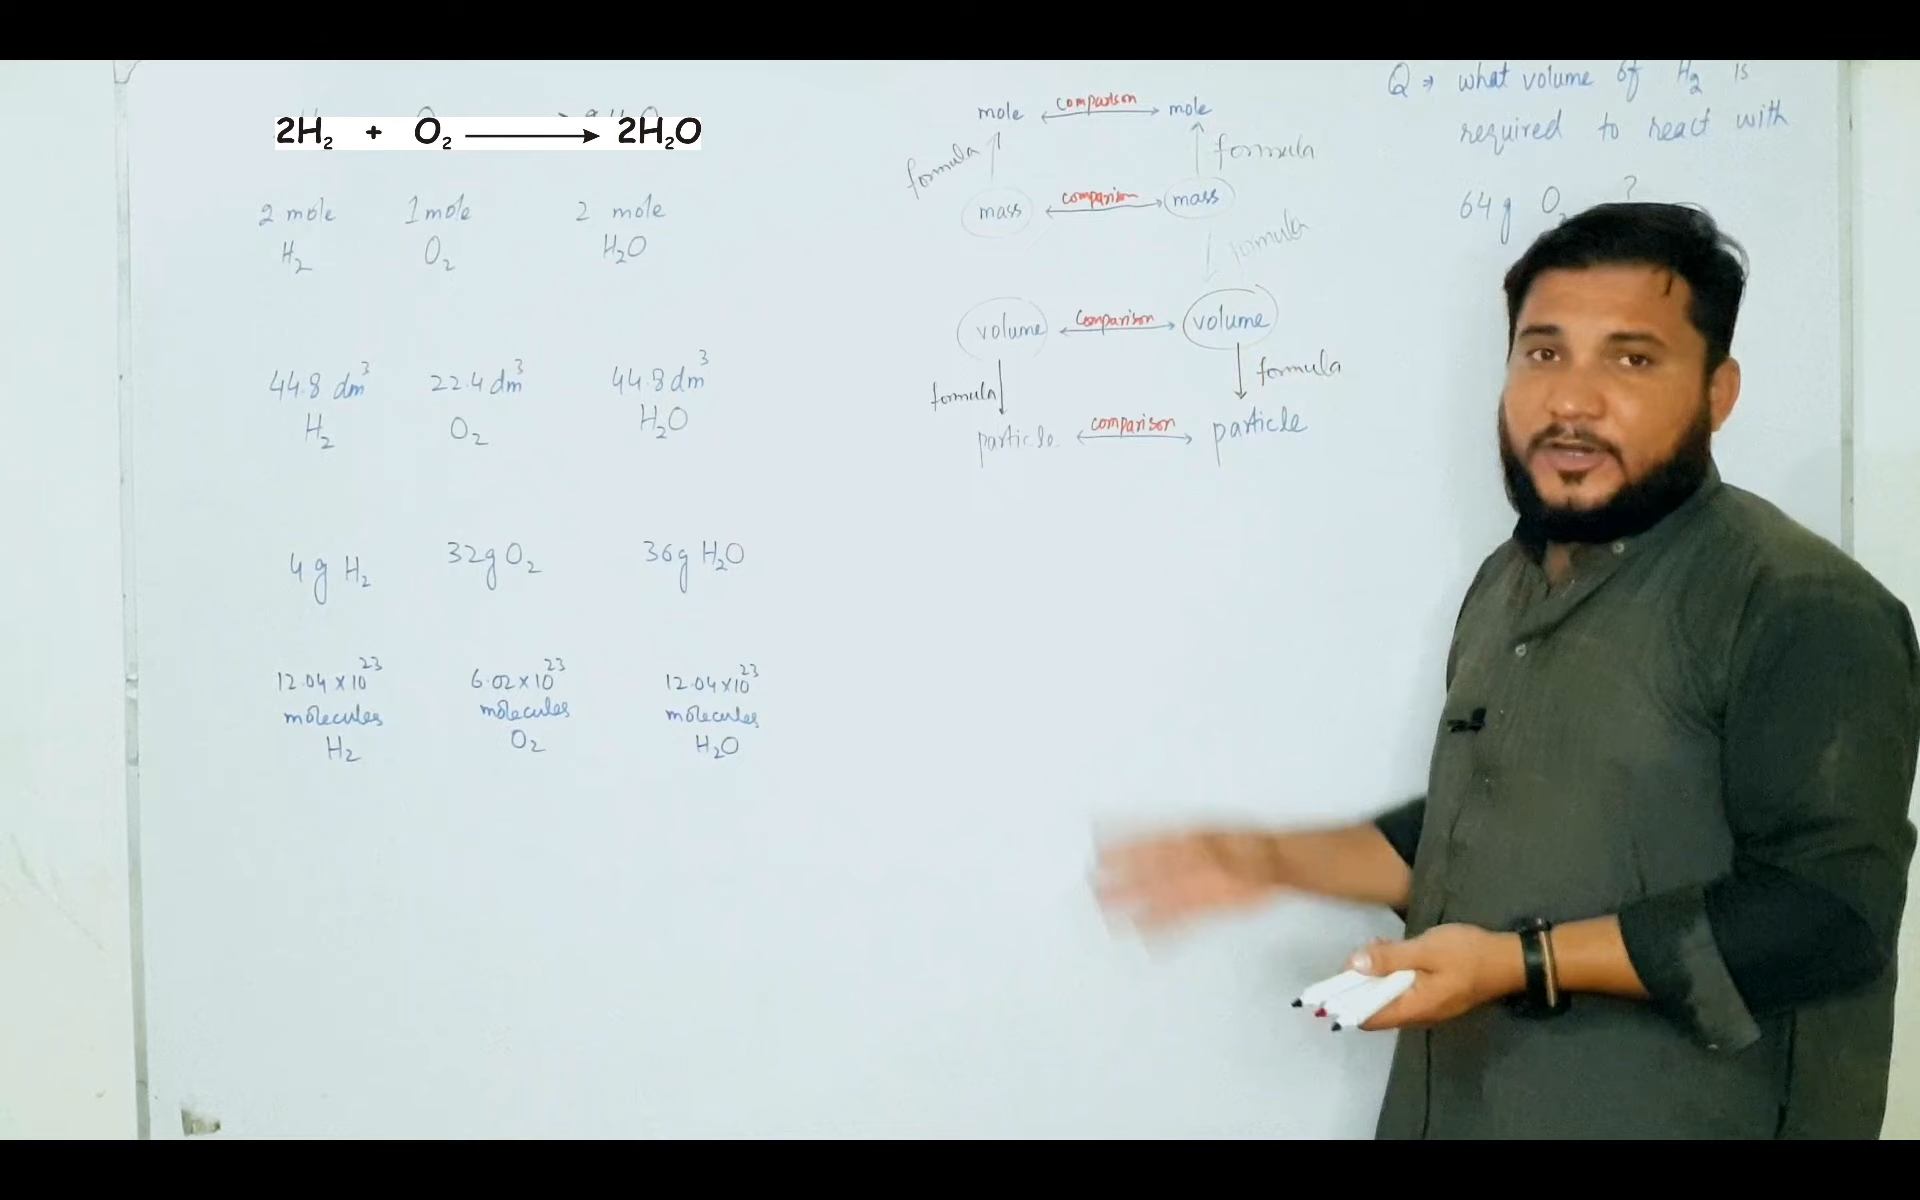 2H₂ + O₂ ⟶ 2H₂O
2 mole 1 mole 2 mole
H₂ O₂ H₂O
44.8 dm³ 22.4 dm³ 44.8 dm³
H₂ O₂ H₂O
4 g H₂ 32g O₂ 36g H₂O
12.04 × 10²³ 6.02 × 10²³ 12.04 × 10²³
molecules molecules molecules
H₂ O₂ H₂O
mole comparison mole
formula formula
mass comparison mass
formula
volume comparison volume
formula formula
particle comparison particle
Q → what volume of H₂ is
required to react with
64 g O₂ ?